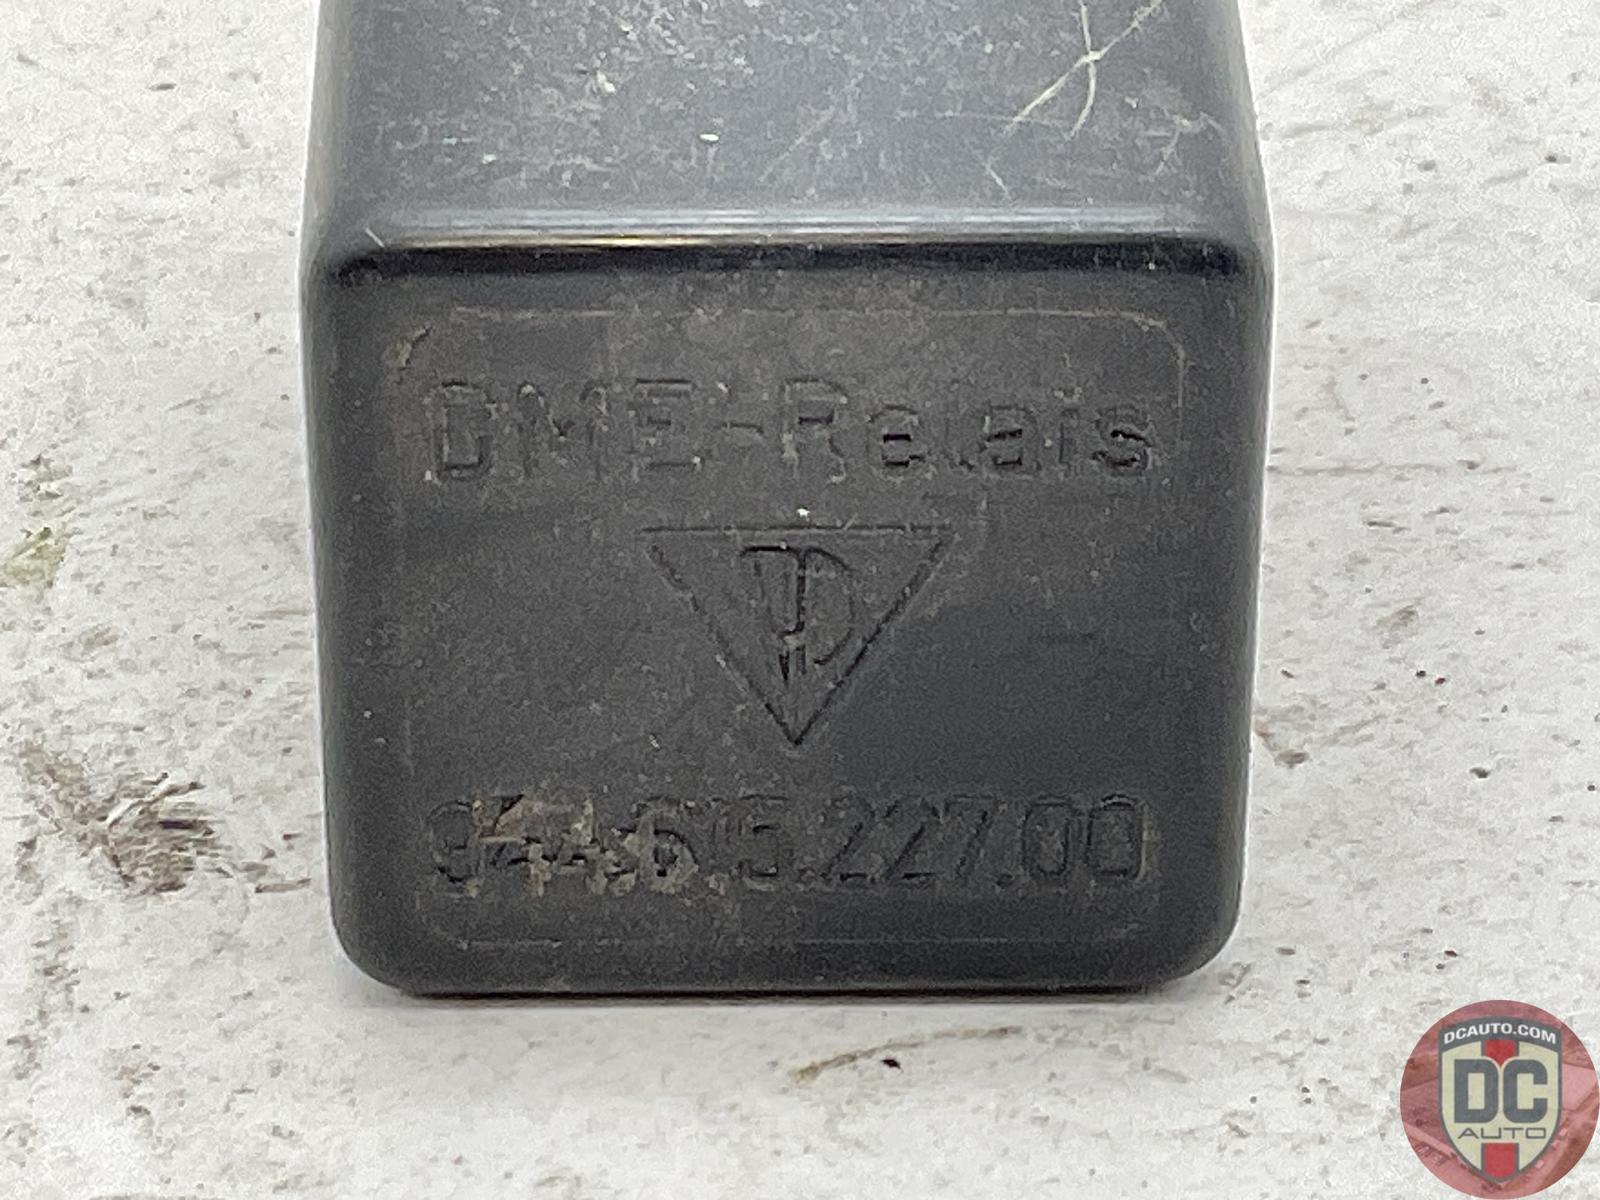 DME-Relais
944.615.227.00
DCAUTO.COM
DC
AUTO